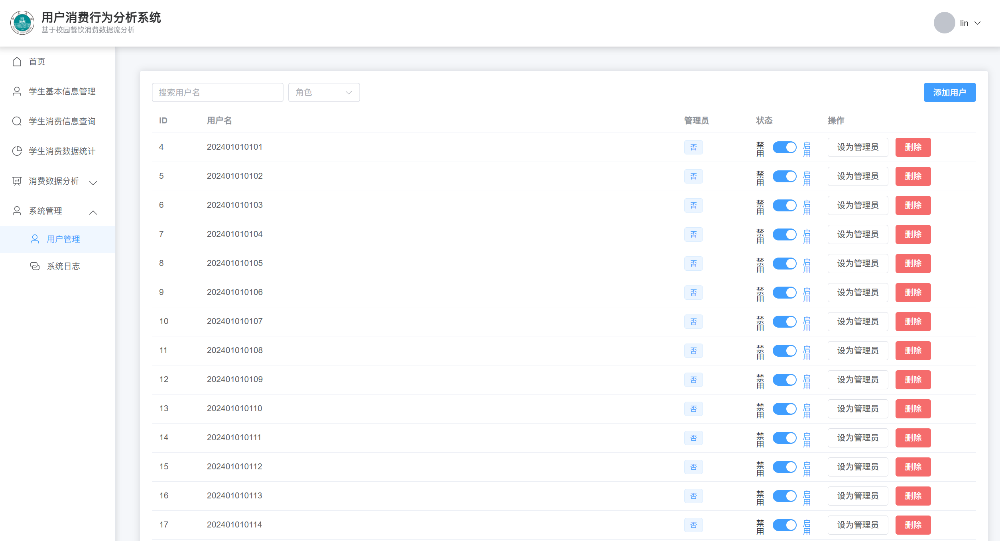 用户消费行为分析系统
基于校园餐饮消费数据流分析
lin
首页
学生基本信息管理
学生消费信息查询
学生消费数据统计
消费数据分析
系统管理
用户管理
系统日志
搜索用户名 角色 添加用户
ID 用户名 管理员 状态 操作
4 202401010101 否 禁用 启用 设为管理员 删除
5 202401010102 否 禁用 启用 设为管理员 删除
6 202401010103 否 禁用 启用 设为管理员 删除
7 202401010104 否 禁用 启用 设为管理员 删除
8 202401010105 否 禁用 启用 设为管理员 删除
9 202401010106 否 禁用 启用 设为管理员 删除
10 202401010107 否 禁用 启用 设为管理员 删除
11 202401010108 否 禁用 启用 设为管理员 删除
12 202401010109 否 禁用 启用 设为管理员 删除
13 202401010110 否 禁用 启用 设为管理员 删除
14 202401010111 否 禁用 启用 设为管理员 删除
15 202401010112 否 禁用 启用 设为管理员 删除
16 202401010113 否 禁用 启用 设为管理员 删除
17 202401010114 否 禁用 启用 设为管理员 删除